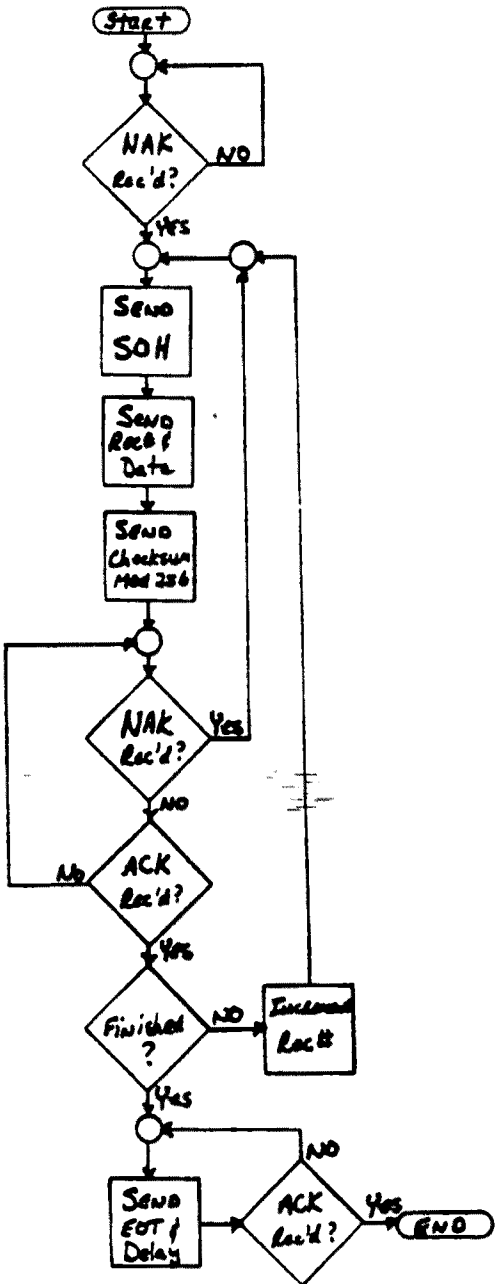 Start
NAK
Rec'd?
NO
YES
SEND
SOH
SEND
Rec# &
Data
SEND
Checksum
Mod 256
NAK
Rec'd?
Yes
NO
ACK
Rec'd?
No
Yes
Finished
?
NO
Increment
Rec #
Yes
NO
SEND
EOT &
Delay
ACK
Rec'd?
Yes
END